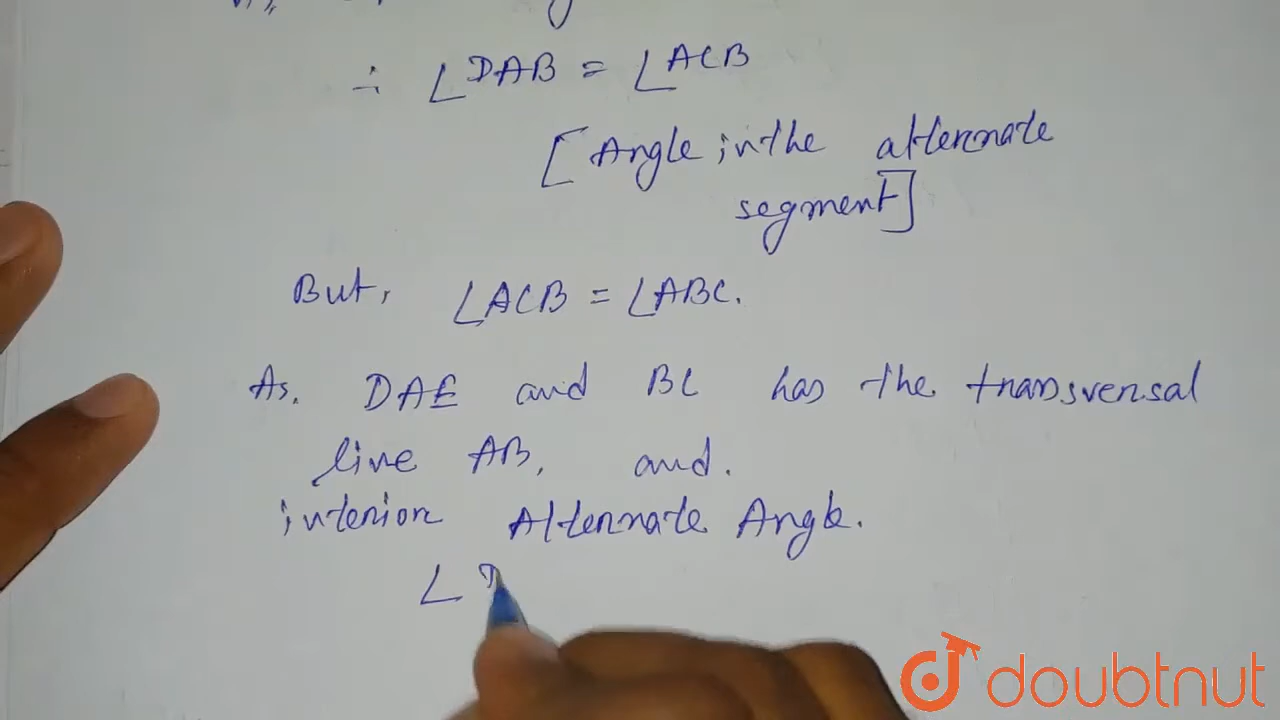 ∴ ∠DAB = ∠ACB
[Angle in the alternate
segment]
But, ∠ACB = ∠ABC.
As. DAE and BC has the transversal
line AB, and.
interior Alternate Angle.
∠D
doubtnut